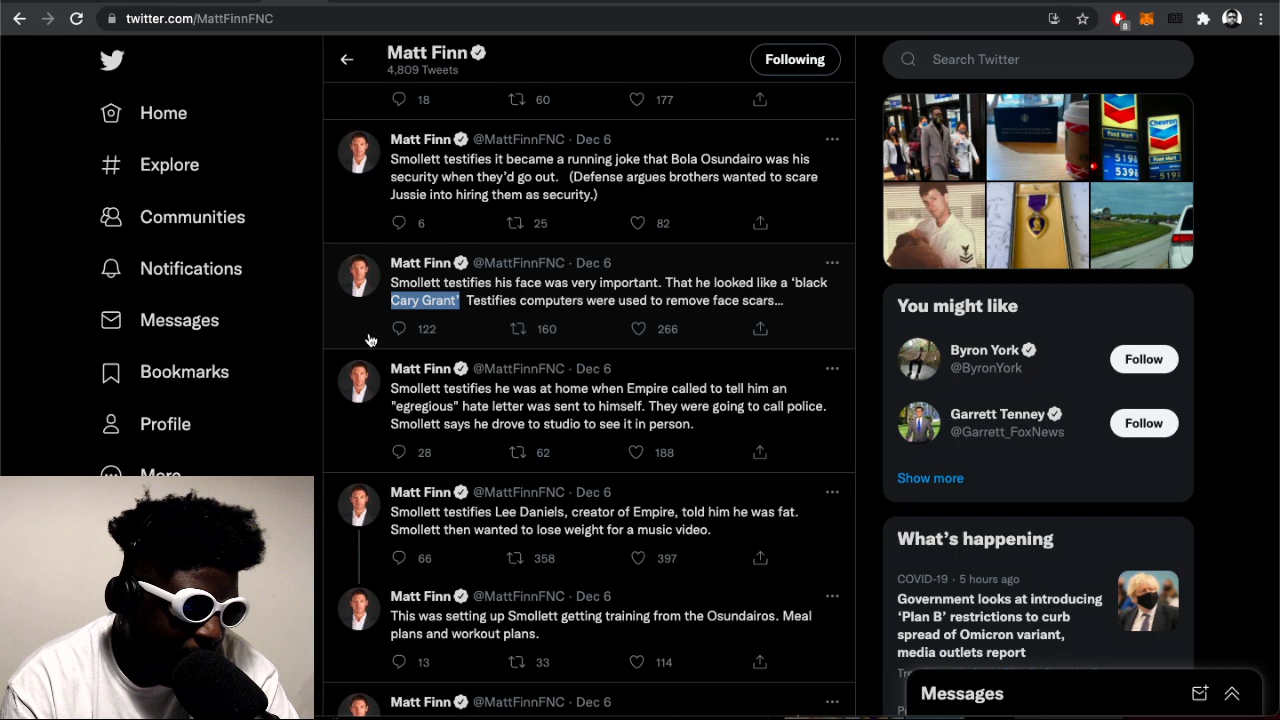 twitter.com/MattFinnFNC
8
Home
Explore
Communities
Notifications
Messages
Bookmarks
Profile
More
Matt Finn
4,809 Tweets
Following
18 60 177
Matt Finn @MattFinnFNC · Dec 6
Smollett testifies it became a running joke that Bola Osundairo was his
security when they'd go out. (Defense argues brothers wanted to scare
Jussie into hiring them as security.)
6 25 82
Matt Finn @MattFinnFNC · Dec 6
Smollett testifies his face was very important. That he looked like a ‘black
Cary Grant’ Testifies computers were used to remove face scars...
122 160 266
Matt Finn @MattFinnFNC · Dec 6
Smollett testifies he was at home when Empire called to tell him an
"egregious" hate letter was sent to himself. They were going to call police.
Smollett says he drove to studio to see it in person.
28 62 188
Matt Finn @MattFinnFNC · Dec 6
Smollett testifies Lee Daniels, creator of Empire, told him he was fat.
Smollett then wanted to lose weight for a music video.
66 358 397
Matt Finn @MattFinnFNC · Dec 6
This was setting up Smollett getting training from the Osundairos. Meal
plans and workout plans.
13 33 114
Matt Finn @MattFinnFNC · Dec 6
Search Twitter
Chevron
Food Mart
You might like
Byron York
@ByronYork
Follow
Garrett Tenney
@Garrett_FoxNews
Follow
Show more
What's happening
COVID-19 · 5 hours ago
Government looks at introducing
‘Plan B’ restrictions to curb
spread of Omicron variant,
media outlets report
Messages